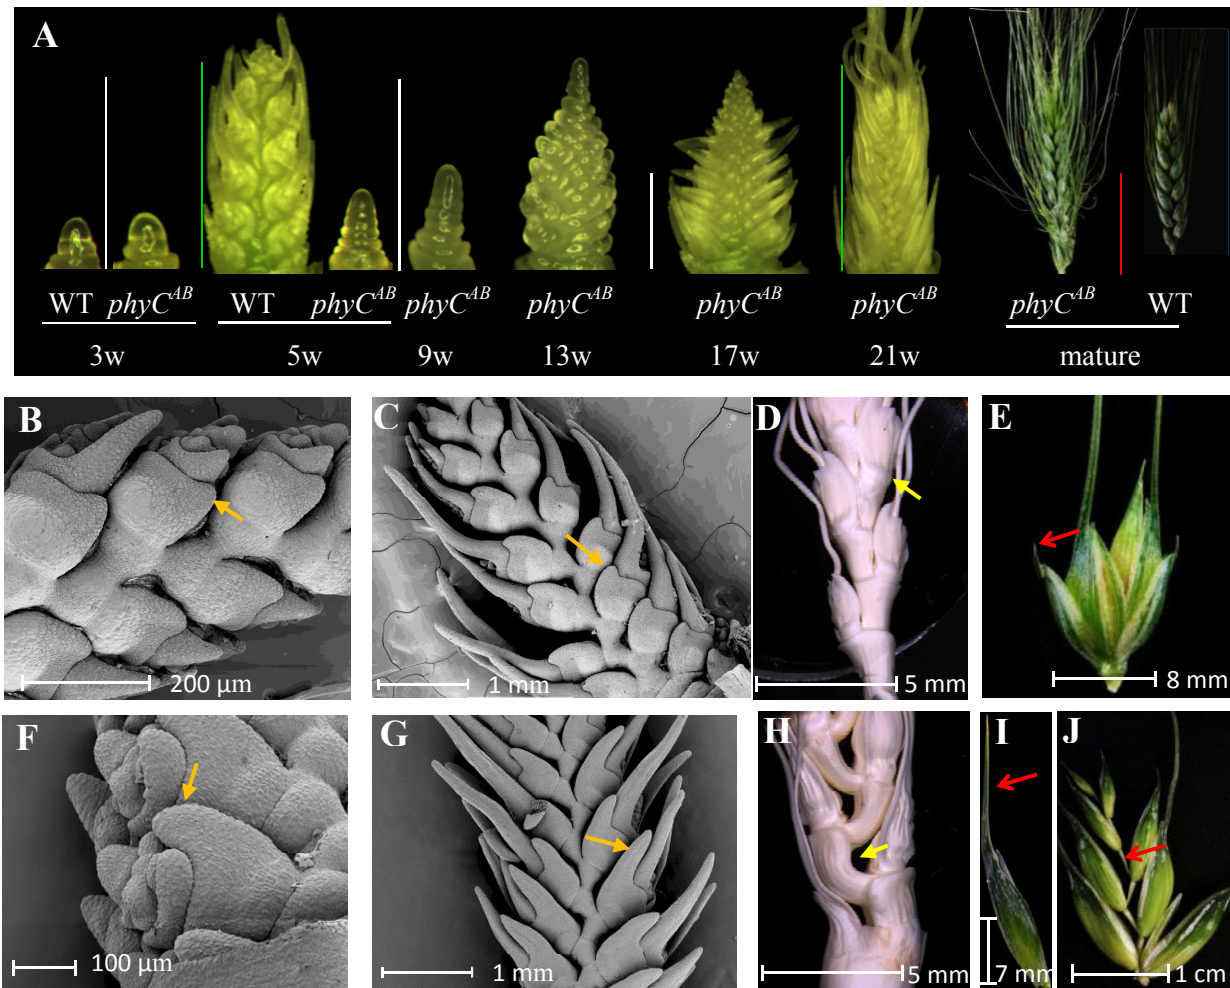 A
WT phyC^AB WT phyC^AB phyC^AB phyC^AB phyC^AB phyC^AB phyC^AB WT
3w 5w 9w 13w 17w 21w mature
B C D E
200 µm 1 mm 5 mm 8 mm
F G H I J
100 µm 1 mm 5 mm 7 mm 1 cm